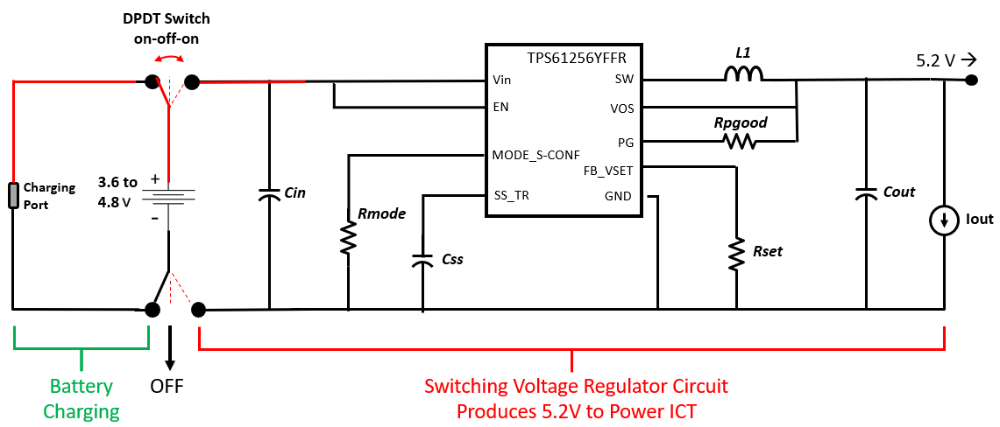 DPDT Switch
on-off-on
TPS61256YFFR
L1
5.2 V
Vin
SW
EN
VOS
Rpgood
PG
MODE_S-CONF
FB_VSET
Charging
Port
3.6 to
4.8 V
+
-
Cin
SS_TR
GND
Cout
Rmode
Iout
Css
Rset
Battery
Charging
OFF
Switching Voltage Regulator Circuit
Produces 5.2V to Power ICT